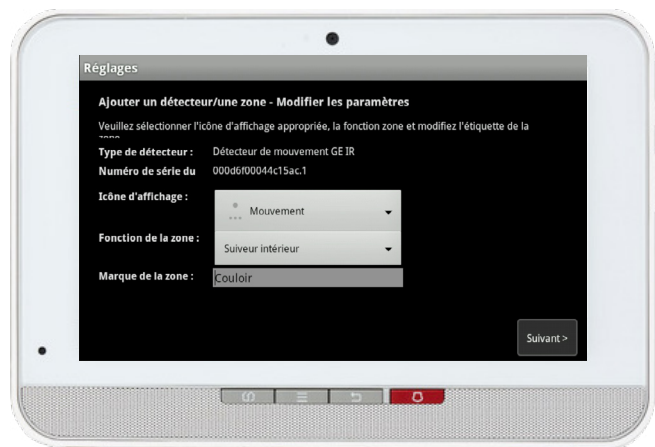 Réglages
Ajouter un détecteur/une zone - Modifier les paramètres
Veuillez sélectionner l'icône d'affichage appropriée, la fonction zone et modifiez l'étiquette de la
zone
Type de détecteur : Détecteur de mouvement GE IR
Numéro de série du 000d6f00044c15ac.1
Icône d'affichage :
Mouvement
Fonction de la zone :
Suiveur intérieur
Marque de la zone : Couloir
Suivant >